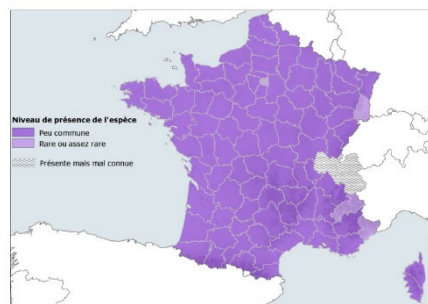 Niveau de présence de l'espèce
Peu commune
Rare ou assez rare
Présente mais mal connue